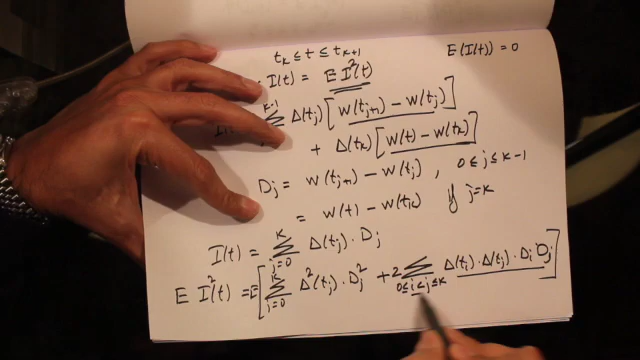 t_k ≤ t ≤ t_{k+1}    E(I(t)) = 0
I(t) = E I²(t)
k-1 Σ Δ(t_j) [W(t_{j+1}) - W(t_j)]
+ Δ(t_k) [W(t) - W(t_k)]
D_j = W(t_{j+1}) - W(t_j) , 0 ≤ j ≤ k-1
= W(t) - W(t_k) if j=k
I(t) = Σ_{j=0}^{k} Δ(t_j) · D_j
E I²(t) = E[ Σ_{j=0}^{k} Δ²(t_j) · D_j² + 2 Σ_{0≤i<j≤k} Δ(t_i) · Δ(t_j) · D_i D_j ]